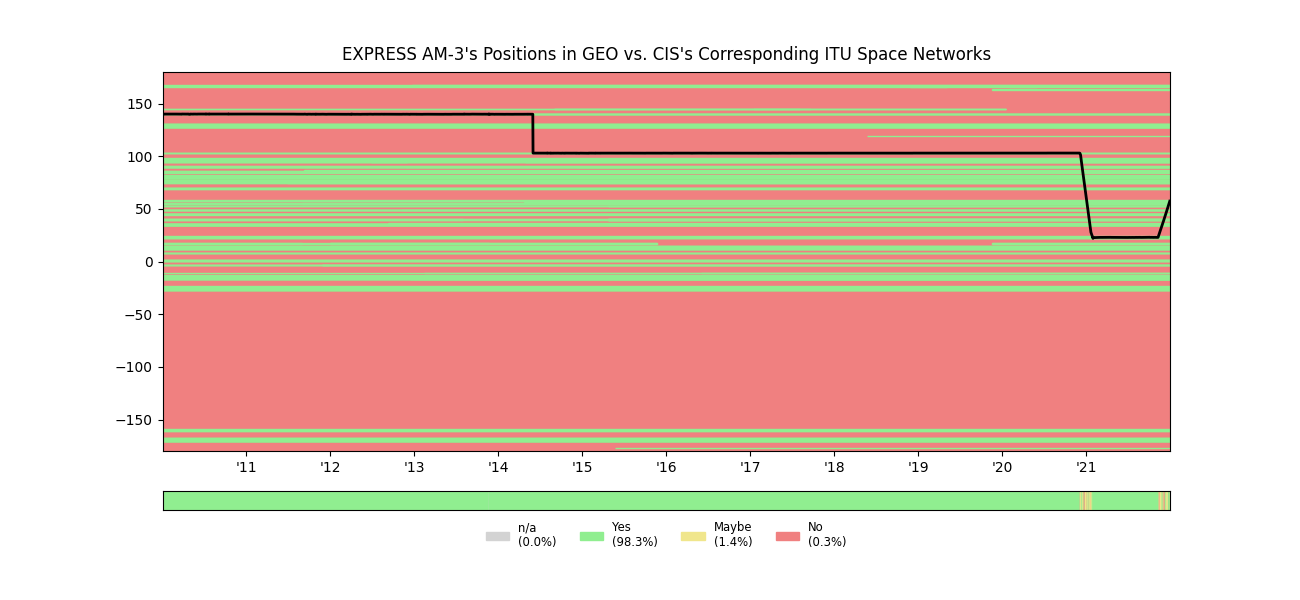 EXPRESS AM-3's Positions in GEO vs. CIS's Corresponding ITU Space Networks
150
100
50
0
−50
−100
−150
'11 '12 '13 '14 '15 '16 '17 '18 '19 '20 '21
n/a Yes Maybe No
(0.0%) (98.3%) (1.4%) (0.3%)